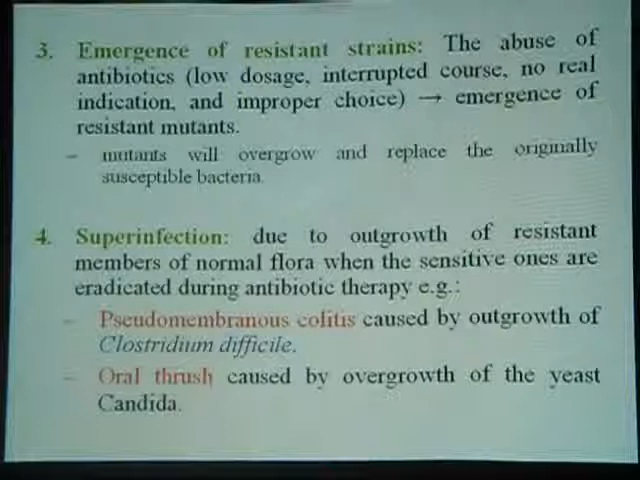 3. Emergence of resistant strains: The abuse of
antibiotics (low dosage, interrupted course, no real
indication, and improper choice) → emergence of
resistant mutants.
– mutants will overgrow and replace the originally
susceptible bacteria.
4. Superinfection: due to outgrowth of resistant
members of normal flora when the sensitive ones are
eradicated during antibiotic therapy e.g.:
– Pseudomembranous colitis caused by outgrowth of
Clostridium difficile.
– Oral thrush caused by overgrowth of the yeast
Candida.